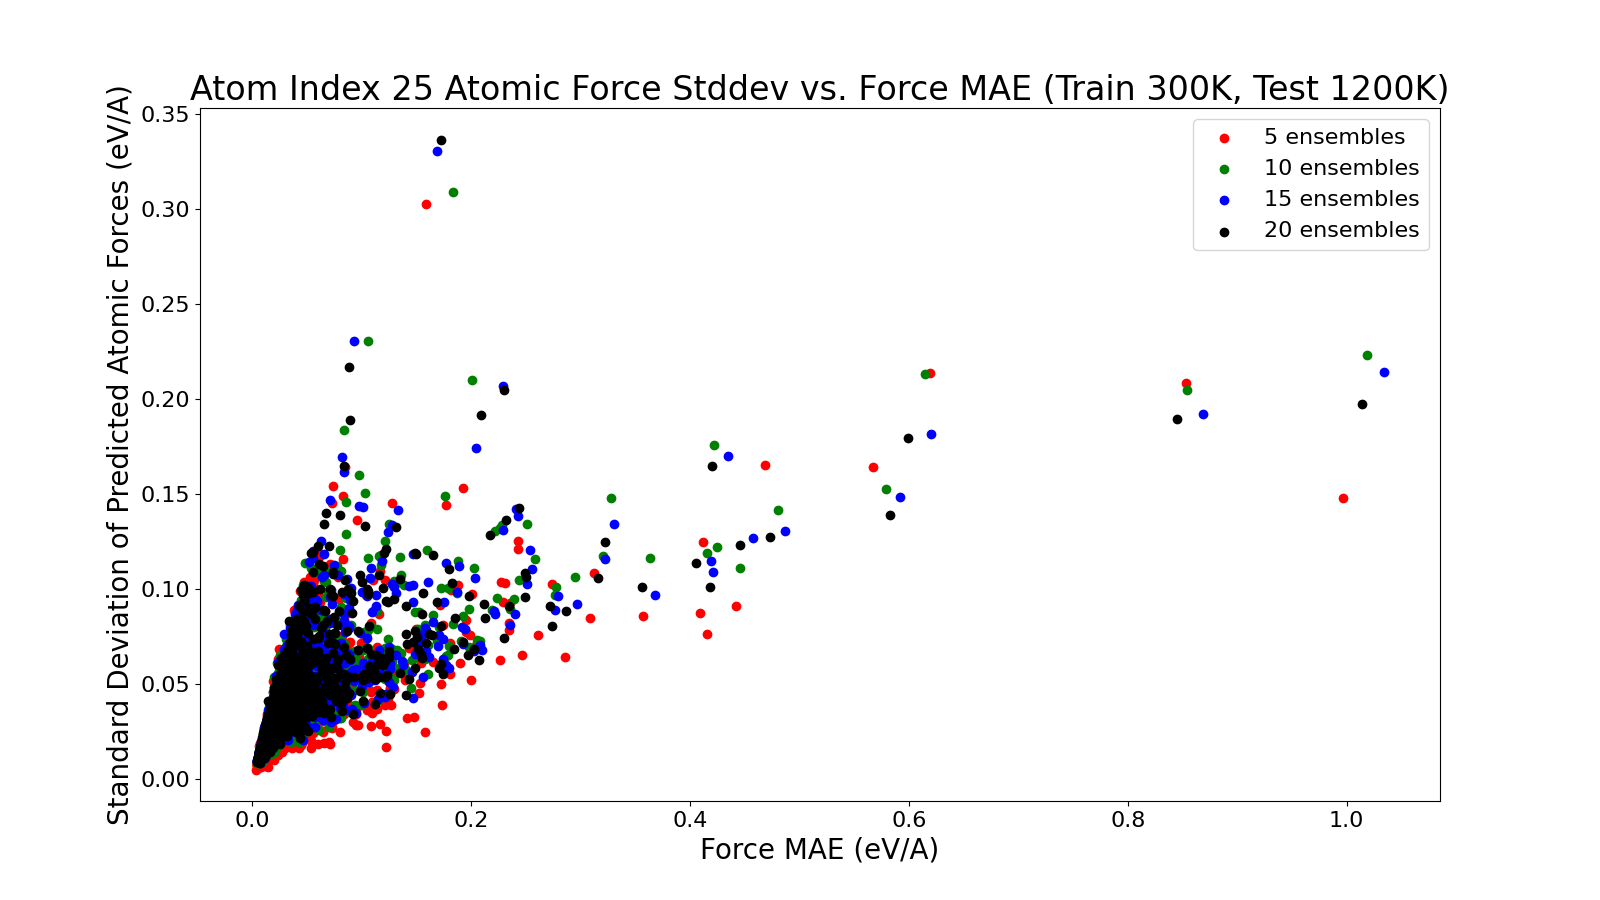 Atom Index 25 Atomic Force Stddev vs. Force MAE (Train 300K, Test 1200K)
Standard Deviation of Predicted Atomic Forces (eV/A)
0.35
0.30
0.25
0.20
0.15
0.10
0.05
0.00
5 ensembles
10 ensembles
15 ensembles
20 ensembles
0.0 0.2 0.4 0.6 0.8 1.0
Force MAE (eV/A)